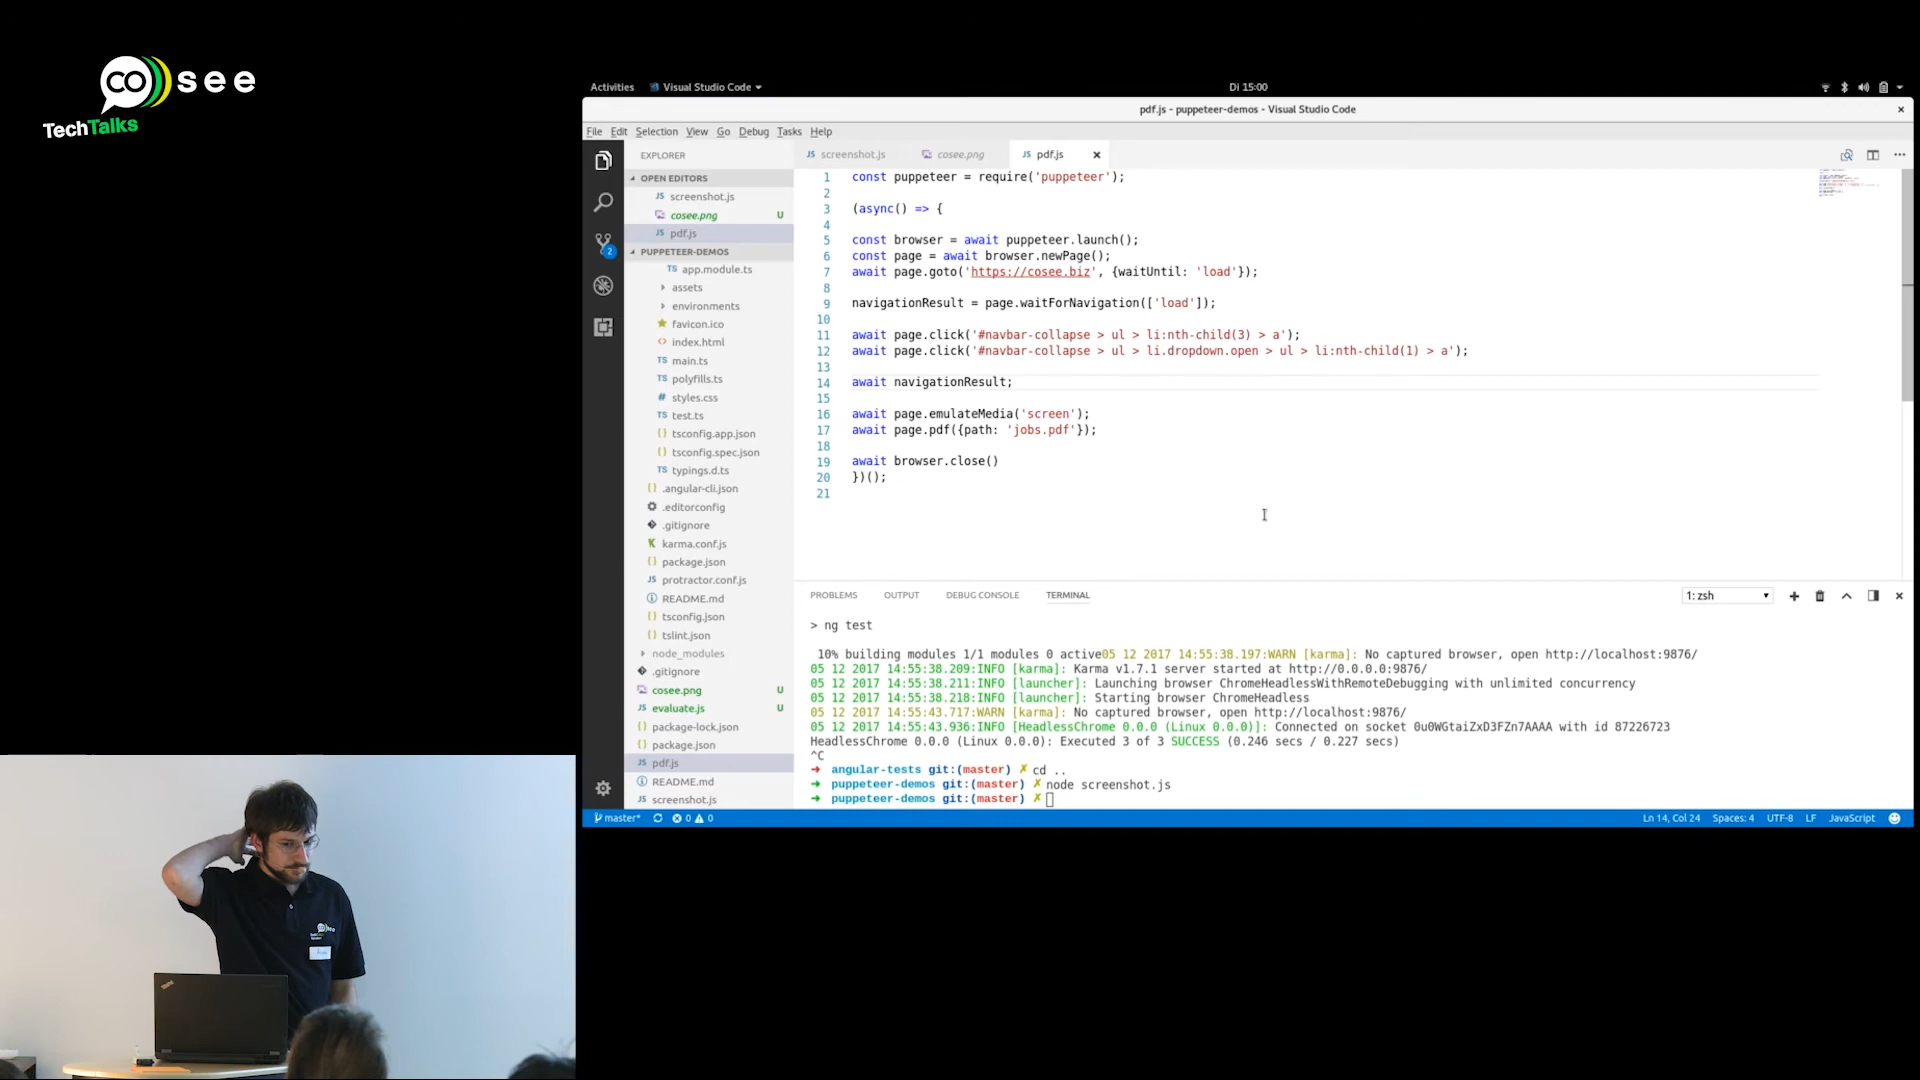 co see
TechTalks
Activities Visual Studio Code Di 15:00
pdf.js - puppeteer-demos - Visual Studio Code
File Edit Selection View Go Debug Tasks Help
EXPLORER
OPEN EDITORS
screenshot.js
cosee.png U
pdf.js
PUPPETEER-DEMOS
app.module.ts
assets
environments
favicon.ico
index.html
main.ts
polyfills.ts
styles.css
test.ts
tsconfig.app.json
tsconfig.spec.json
typings.d.ts
.angular-cli.json
.editorconfig
.gitignore
karma.conf.js
package.json
protractor.conf.js
README.md
tsconfig.json
tslint.json
node_modules
.gitignore
cosee.png U
evaluate.js U
package-lock.json
package.json
pdf.js
README.md
screenshot.js
screenshot.js cosee.png pdf.js
1 const puppeteer = require('puppeteer');
2
3 (async() => {
4
5 const browser = await puppeteer.launch();
6 const page = await browser.newPage();
7 await page.goto('https://cosee.biz', {waitUntil: 'load'});
8
9 navigationResult = page.waitForNavigation(['load']);
10
11 await page.click('#navbar-collapse > ul > li:nth-child(3) > a');
12 await page.click('#navbar-collapse > ul > li.dropdown.open > ul > li:nth-child(1) > a');
13
14 await navigationResult;
15
16 await page.emulateMedia('screen');
17 await page.pdf({path: 'jobs.pdf'});
18
19 await browser.close()
20 })();
21
PROBLEMS OUTPUT DEBUG CONSOLE TERMINAL 1: zsh
> ng test
10% building modules 1/1 modules 0 active05 12 2017 14:55:38.197:WARN [karma]: No captured browser, open http://localhost:9876/
05 12 2017 14:55:38.209:INFO [karma]: Karma v1.7.1 server started at http://0.0.0.0:9876/
05 12 2017 14:55:38.211:INFO [launcher]: Launching browser ChromeHeadlessWithRemoteDebugging with unlimited concurrency
05 12 2017 14:55:38.218:INFO [launcher]: Starting browser ChromeHeadless
05 12 2017 14:55:43.717:WARN [karma]: No captured browser, open http://localhost:9876/
05 12 2017 14:55:43.936:INFO [HeadlessChrome 0.0.0 (Linux 0.0.0)]: Connected on socket 0u0WGtaiZxD3FZn7AAAA with id 87226723
HeadlessChrome 0.0.0 (Linux 0.0.0): Executed 3 of 3 SUCCESS (0.246 secs / 0.227 secs)
^C
➜ angular-tests git:(master) ✗ cd ..
➜ puppeteer-demos git:(master) ✗ node screenshot.js
➜ puppeteer-demos git:(master) ✗
master* 0 0 Ln 14, Col 24 Spaces: 4 UTF-8 LF JavaScript
2